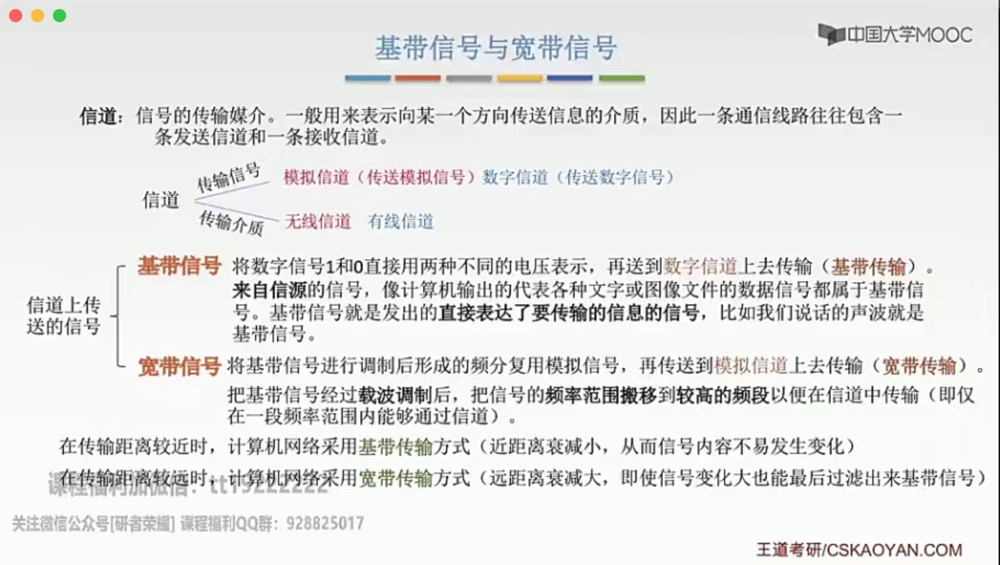 基带信号与宽带信号
中国大学MOOC
信道：信号的传输媒介。一般用来表示向某一个方向传送信息的介质，因此一条通信线路往往包含一
条发送信道和一条接收信道。
传输信号
模拟信道（传送模拟信号）数字信道（传送数字信号）
信道
传输介质
无线信道 有线信道
基带信号 将数字信号1和0直接用两种不同的电压表示，再送到数字信道上去传输（基带传输）。
来自信源的信号，像计算机输出的代表各种文字或图像文件的数据信号都属于基带信
号。基带信号就是发出的直接表达了要传输的信息的信号，比如我们说话的声波就是
基带信号。
信道上传
送的信号
宽带信号 将基带信号进行调制后形成的频分复用模拟信号，再传送到模拟信道上去传输（宽带传输）。
把基带信号经过载波调制后，把信号的频率范围搬移到较高的频段以便在信道中传输（即仅
在一段频率范围内能够通过信道）。
在传输距离较近时，计算机网络采用基带传输方式（近距离衰减小，从而信号内容不易发生变化）
在传输距离较远时，计算机网络采用宽带传输方式（远距离衰减大，即使信号变化大也能最后过滤出来基带信号）
课程福利加微信：
关注微信公众号[研者荣耀] 课程福利QQ群：928825017
王道考研/CSKAOYAN.COM